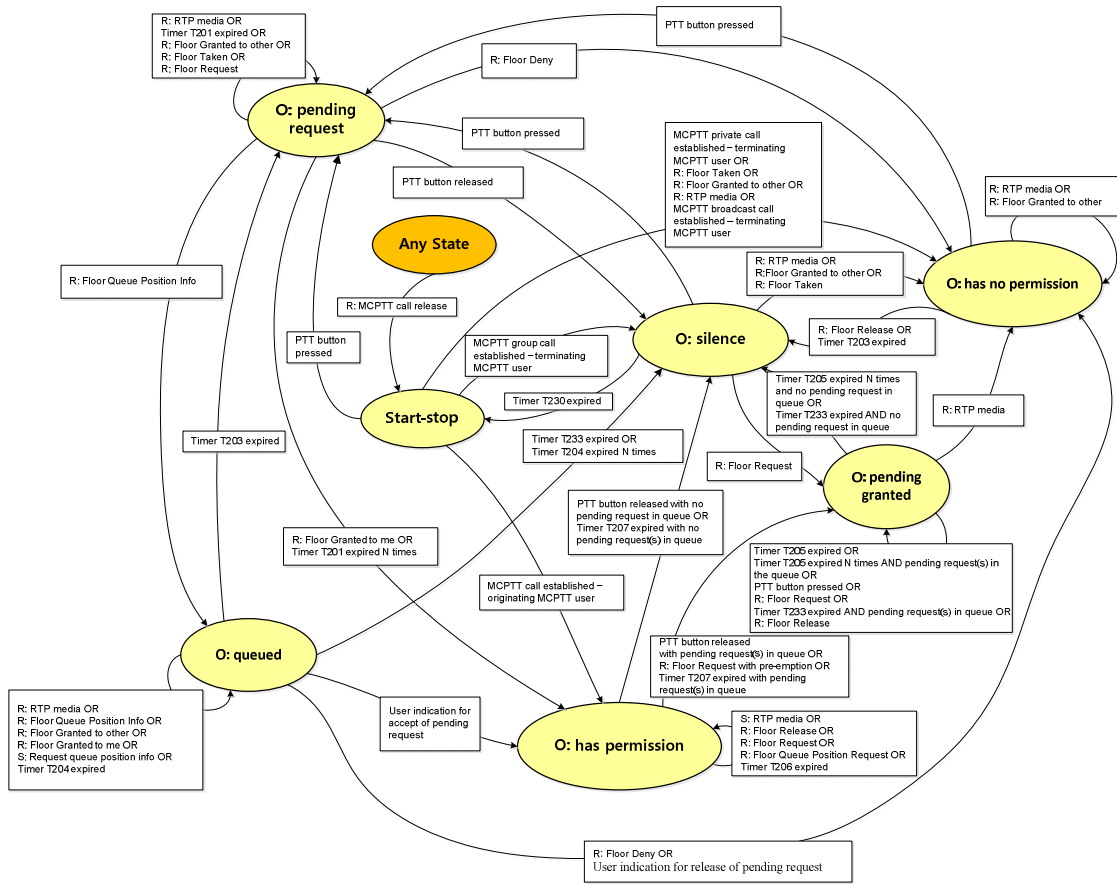 R: RTP media OR
Timer T201 expired OR
R: Floor Granted to other OR
R: Floor Taken OR
R: Floor Request
PTT button pressed
R: Floor Deny
O: pending
request
PTT button pressed
MCPTT private call
established – terminating
MCPTT user OR
R: Floor Taken OR
R: Floor Granted to other OR
R: RTP media OR
MCPTT broadcast call
established – terminating
MCPTT user
PTT button released
R: RTP media OR
R: Floor Granted to other
Any State
R: Floor Queue Position Info
R: RTP media OR
R:Floor Granted to other OR
R: Floor Taken
O: has no permission
R: MCPTT call release
PTT button
pressed
MCPTT group call
established – terminating
MCPTT user
O: silence
R: Floor Release OR
Timer T203 expired
Timer T230 expired
Timer T205 expired N times
and no pending request in
queue OR
Timer T233 expired AND no
pending request in queue
R: RTP media
Start-stop
Timer T203 expired
Timer T233 expired OR
Timer T204 expired N times
R: Floor Request
O: pending
granted
PTT button released with no
pending request in queue OR
Timer T207 expired with no
pending request(s) in queue
R: Floor Granted to me OR
Timer T201 expired N times
Timer T205 expired OR
Timer T205 expired N times AND pending request(s) in
the queue OR
PTT button pressed OR
R: Floor Request OR
Timer T233 expired AND pending request(s) in queue OR
R: Floor Release
MCPTT call established –
originating MCPTT user
O: queued
PTT button released
with pending request(s) in queue OR
R: Floor Request with pre-emption OR
Timer T207 expired with pending
request(s) in queue
R: RTP media OR
R: Floor Queue Position Info OR
R: Floor Granted to other OR
R: Floor Granted to me OR
S: Request queue position info OR
Timer T204 expired
User indication for
accept of pending
request
O: has permission
S: RTP media OR
R: Floor Release OR
R: Floor Request OR
R: Floor Queue Position Request OR
Timer T206 expired
R: Floor Deny OR
User indication for release of pending request